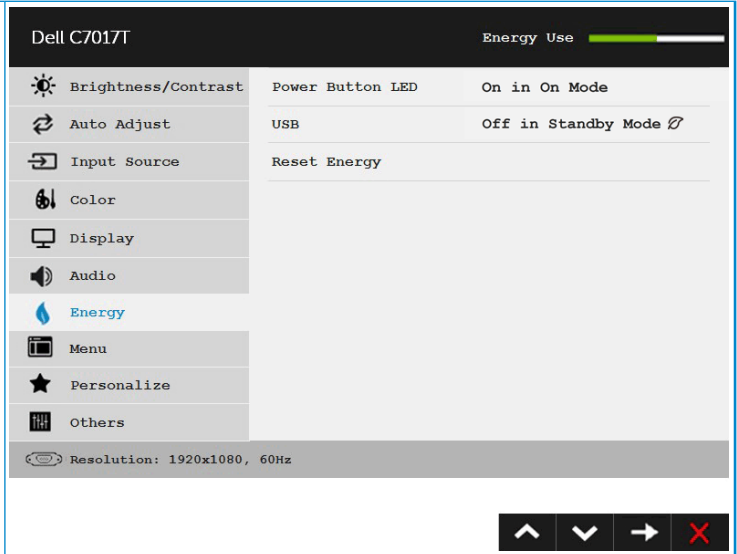 Dell C7017T
Energy Use
Brightness/Contrast
Power Button LED
On in On Mode
Auto Adjust
USB
Off in Standby Mode
Input Source
Reset Energy
Color
Display
Audio
Energy
Menu
Personalize
Others
Resolution: 1920x1080, 60Hz